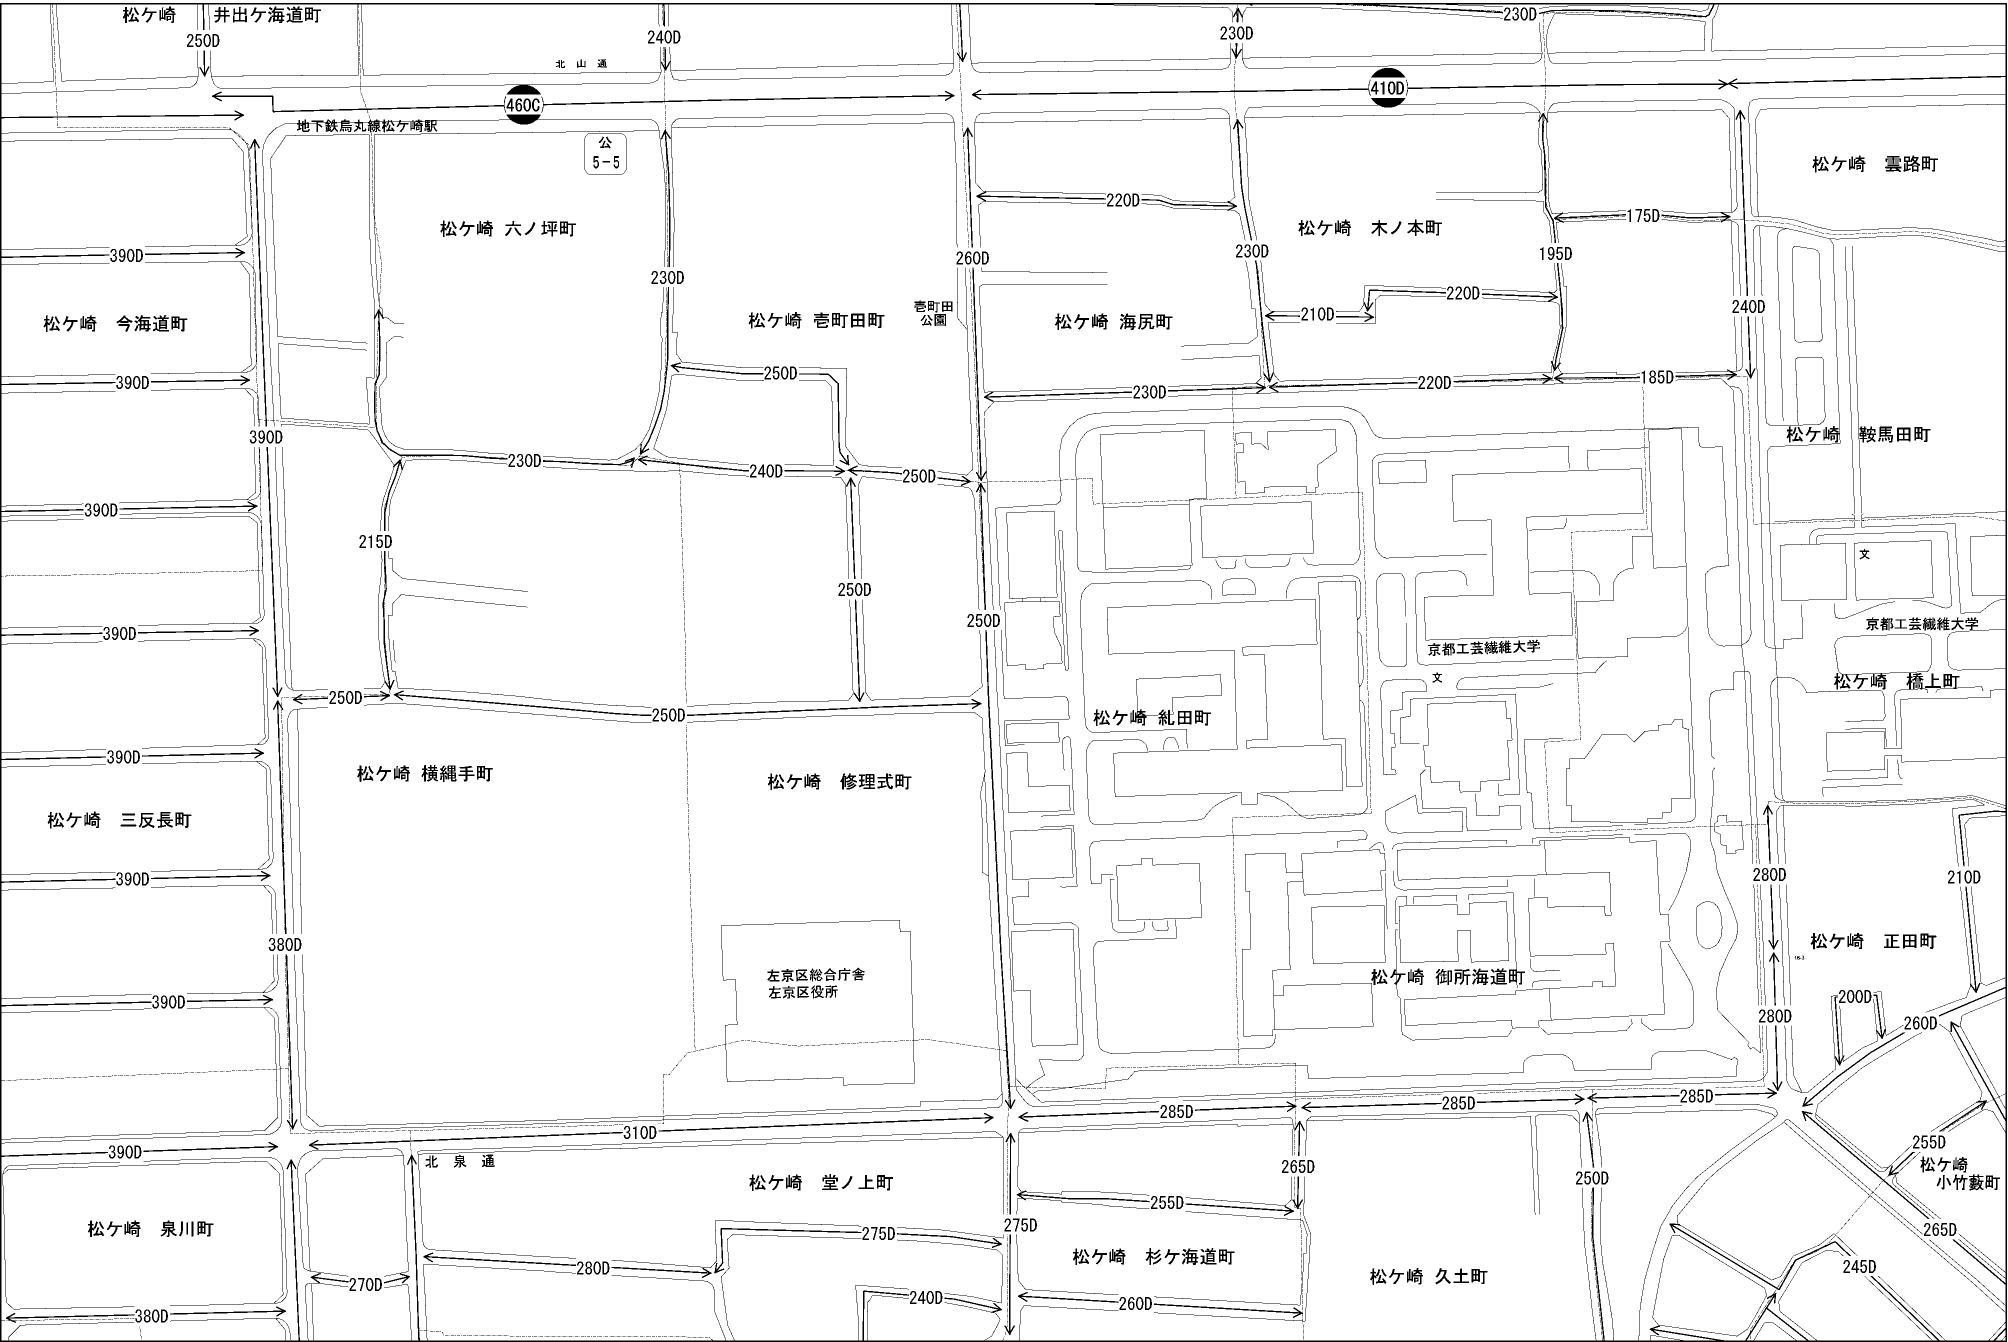 松ケ崎　井出ケ海道町
250D
240D
230D
230D
北山通
460C
410D
地下鉄烏丸線松ケ崎駅
公
5-5
松ケ崎　雲路町
220D
175D
松ケ崎 六ノ坪町
松ケ崎　木ノ本町
390D
230D
260D
230D
195D
220D
240D
210D
壱町田
公園
松ケ崎　今海道町
松ケ崎 壱町田町
松ケ崎 海尻町
390D
250D
230D
220D
185D
390D
松ケ崎　鞍馬田町
230D
240D
250D
390D
215D
文
250D
250D
390D
京都工芸繊維大学
京都工芸繊維大学
文
松ケ崎　橋上町
250D
250D
松ケ崎 糺田町
390D
松ケ崎 横縄手町
松ケ崎　修理式町
松ケ崎　三反長町
390D
280D
210D
380D
松ケ崎　正田町
左京区総合庁舎
左京区役所
松ケ崎 御所海道町
390D
200D
280D
260D
285D
285D
285D
310D
390D
北泉通
265D
255D
250D
松ケ崎
小竹薮町
松ケ崎　堂ノ上町
255D
松ケ崎　泉川町
275D
275D
265D
松ケ崎　杉ケ海道町
280D
270D
松ケ崎 久土町
245D
240D
260D
380D